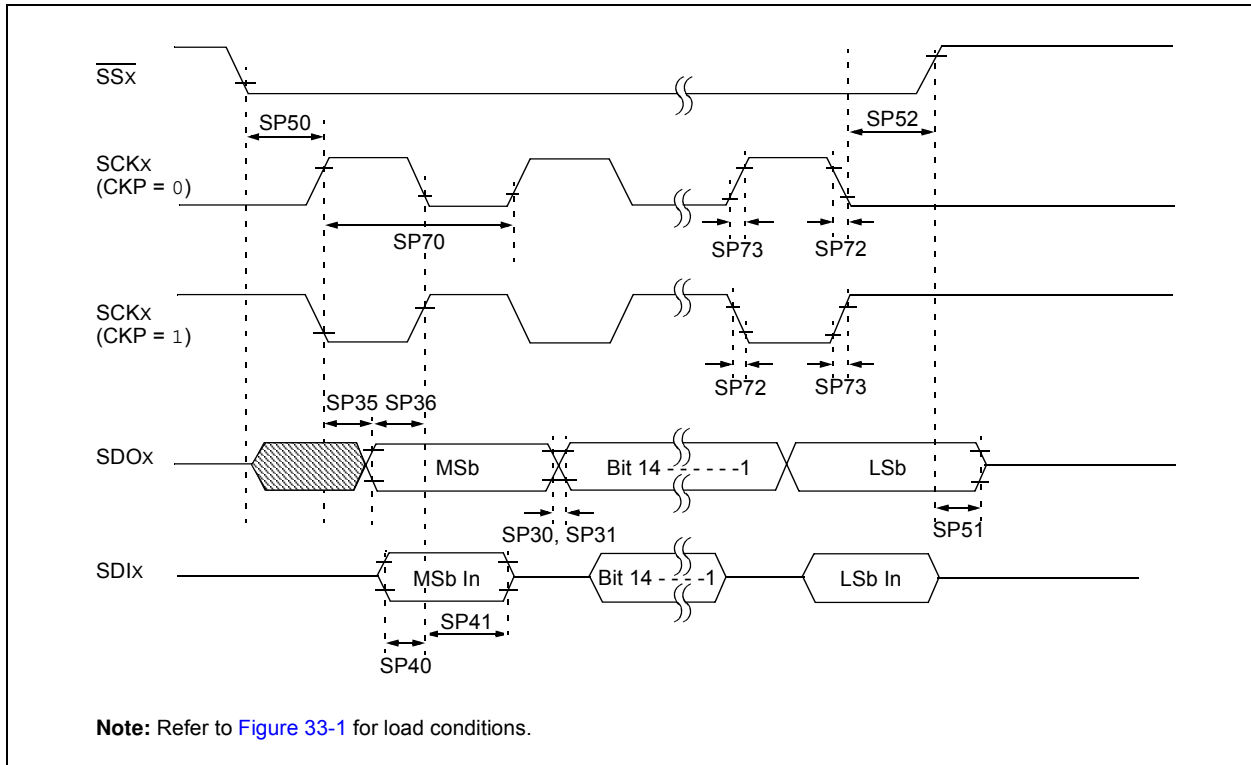 SSx
SP50
SP52
SCKx
(CKP = 0)
SP70
SP73
SP72
SCKx
(CKP = 1)
SP72
SP73
SP35
SP36
SDOx
MSb
Bit 14 - - - - - -1
LSb
SP30, SP31
SP51
SDIx
MSb In
Bit 14 - - - -1
LSb In
SP41
SP40
Note: Refer to Figure 33-1 for load conditions.